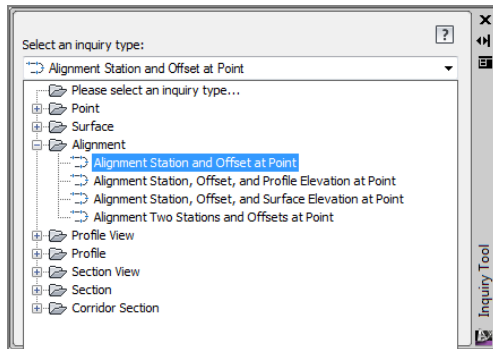 Select an inquiry type:
?
Alignment Station and Offset at Point
Please select an inquiry type...
Point
Surface
Alignment
Alignment Station and Offset at Point
Alignment Station, Offset, and Profile Elevation at Point
Alignment Station, Offset, and Surface Elevation at Point
Alignment Two Stations and Offsets at Point
Profile View
Profile
Section View
Section
Corridor Section
Inquiry Tool